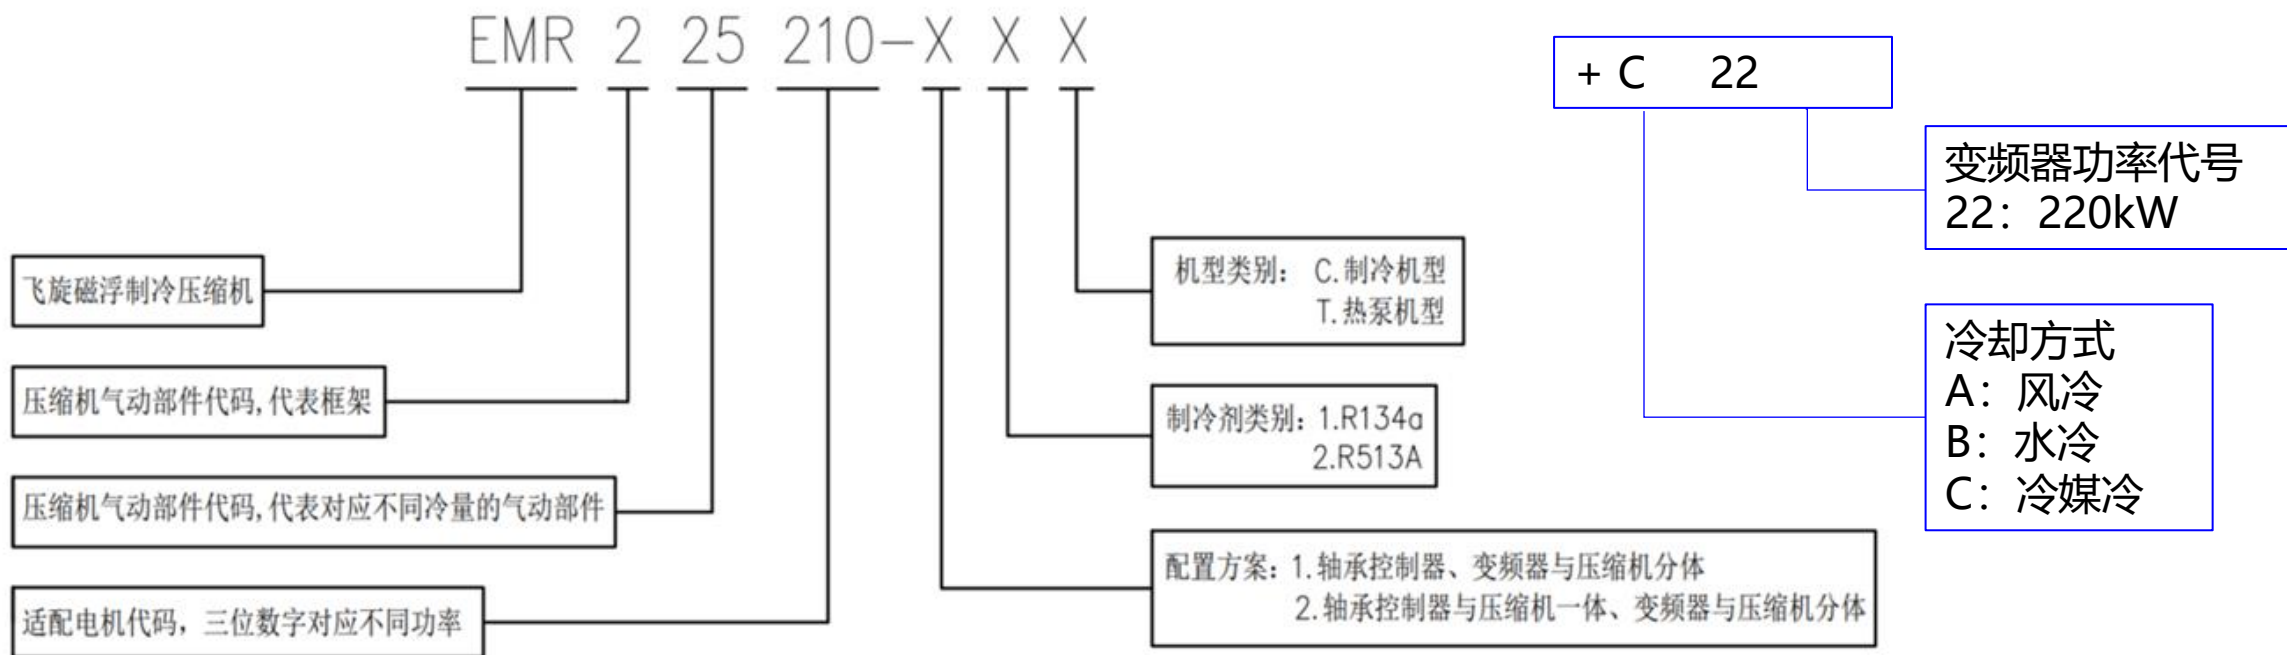 EMR 2 25 210-X X X
+ C 22
变频器功率代号
22：220kW
飞旋磁浮制冷压缩机
压缩机气动部件代码,代表框架
压缩机气动部件代码,代表对应不同冷量的气动部件
适配电机代码，三位数字对应不同功率
机型类别： C.制冷机型
T.热泵机型
制冷剂类别：1.R134a
2.R513A
配置方案：1.轴承控制器、变频器与压缩机分体
2.轴承控制器与压缩机一体、变频器与压缩机分体
冷却方式
A：风冷
B：水冷
C：冷媒冷